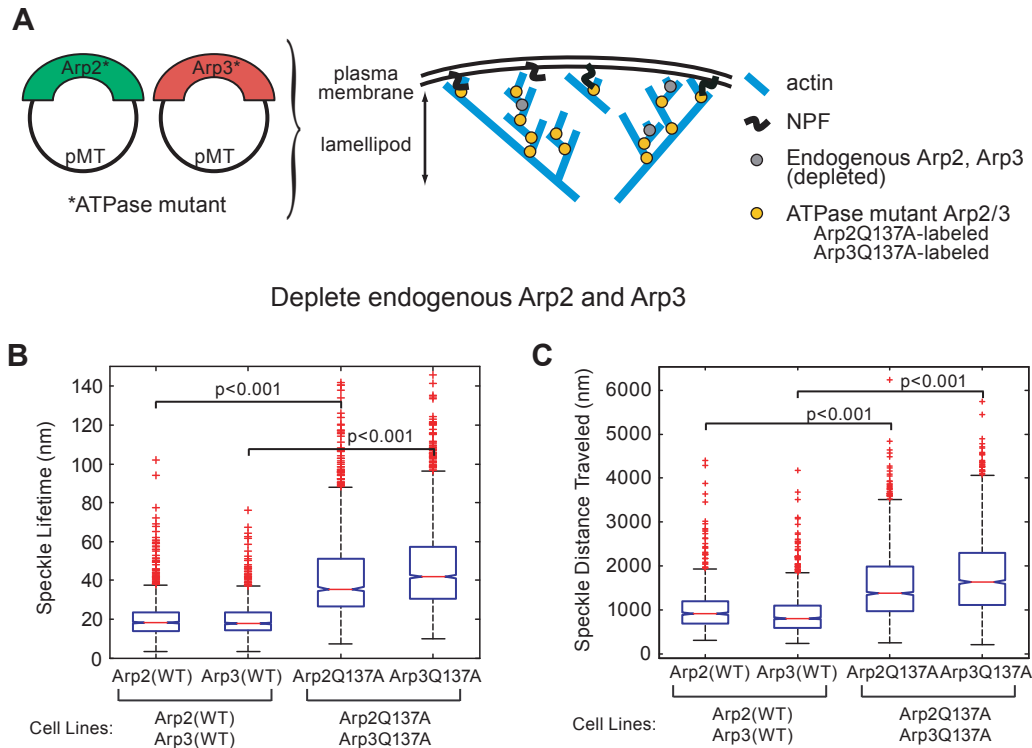 A
Arp2*
Arp3*
pMT
pMT
*ATPase mutant
plasma
membrane
lamellipod
actin
NPF
Endogenous Arp2, Arp3
(depleted)
ATPase mutant Arp2/3
Arp2Q137A-labeled
Arp3Q137A-labeled
Deplete endogenous Arp2 and Arp3
B
Speckle Lifetime (nm)
140
120
100
80
60
40
20
0
p<0.001
p<0.001
Arp2(WT) Arp3(WT) Arp2Q137A Arp3Q137A
Cell Lines:
Arp2(WT)
Arp3(WT)
Arp2Q137A
Arp3Q137A
C
Speckle Distance Traveled (nm)
6000
5000
4000
3000
2000
1000
0
p<0.001
p<0.001
Arp2(WT) Arp3(WT) Arp2Q137A Arp3Q137A
Cell Lines:
Arp2(WT)
Arp3(WT)
Arp2Q137A
Arp3Q137A